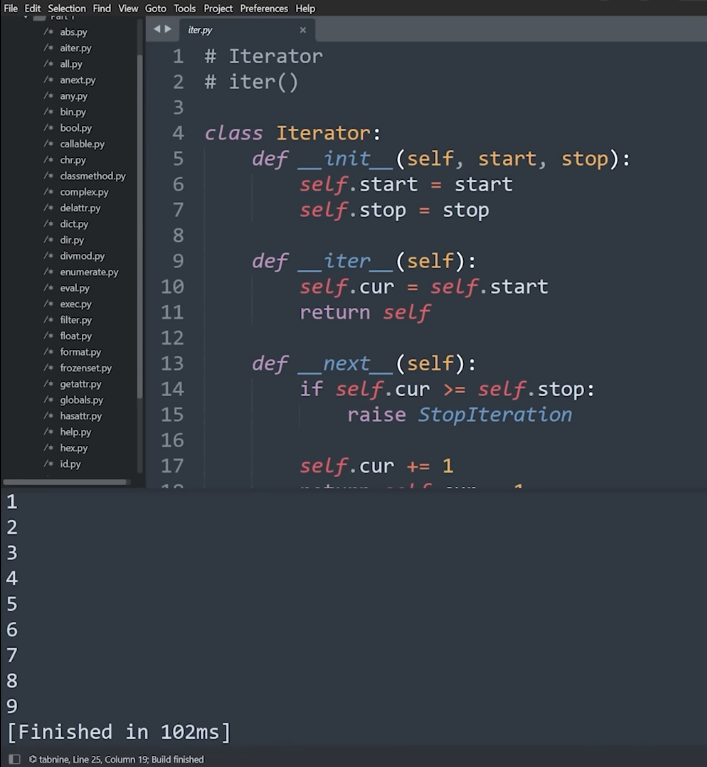 File Edit Selection Find View Goto Tools Project Preferences Help
Part 1
/* abs.py
/* aiter.py
/* all.py
/* anext.py
/* any.py
/* bin.py
/* bool.py
/* callable.py
/* chr.py
/* classmethod.py
/* complex.py
/* delattr.py
/* dict.py
/* dir.py
/* divmod.py
/* enumerate.py
/* eval.py
/* exec.py
/* filter.py
/* float.py
/* format.py
/* frozenset.py
/* getattr.py
/* globals.py
/* hasattr.py
/* help.py
/* hex.py
/* id.py
iter.py ×
1 # Iterator
2 # iter()
3
4 class Iterator:
5 def __init__(self, start, stop):
6 self.start = start
7 self.stop = stop
8
9 def __iter__(self):
10 self.cur = self.start
11 return self
12
13 def __next__(self):
14 if self.cur >= self.stop:
15 raise StopIteration
16
17 self.cur += 1
18 return self.cur - 1
1
2
3
4
5
6
7
8
9
[Finished in 102ms]
tabnine, Line 25, Column 19; Build finished